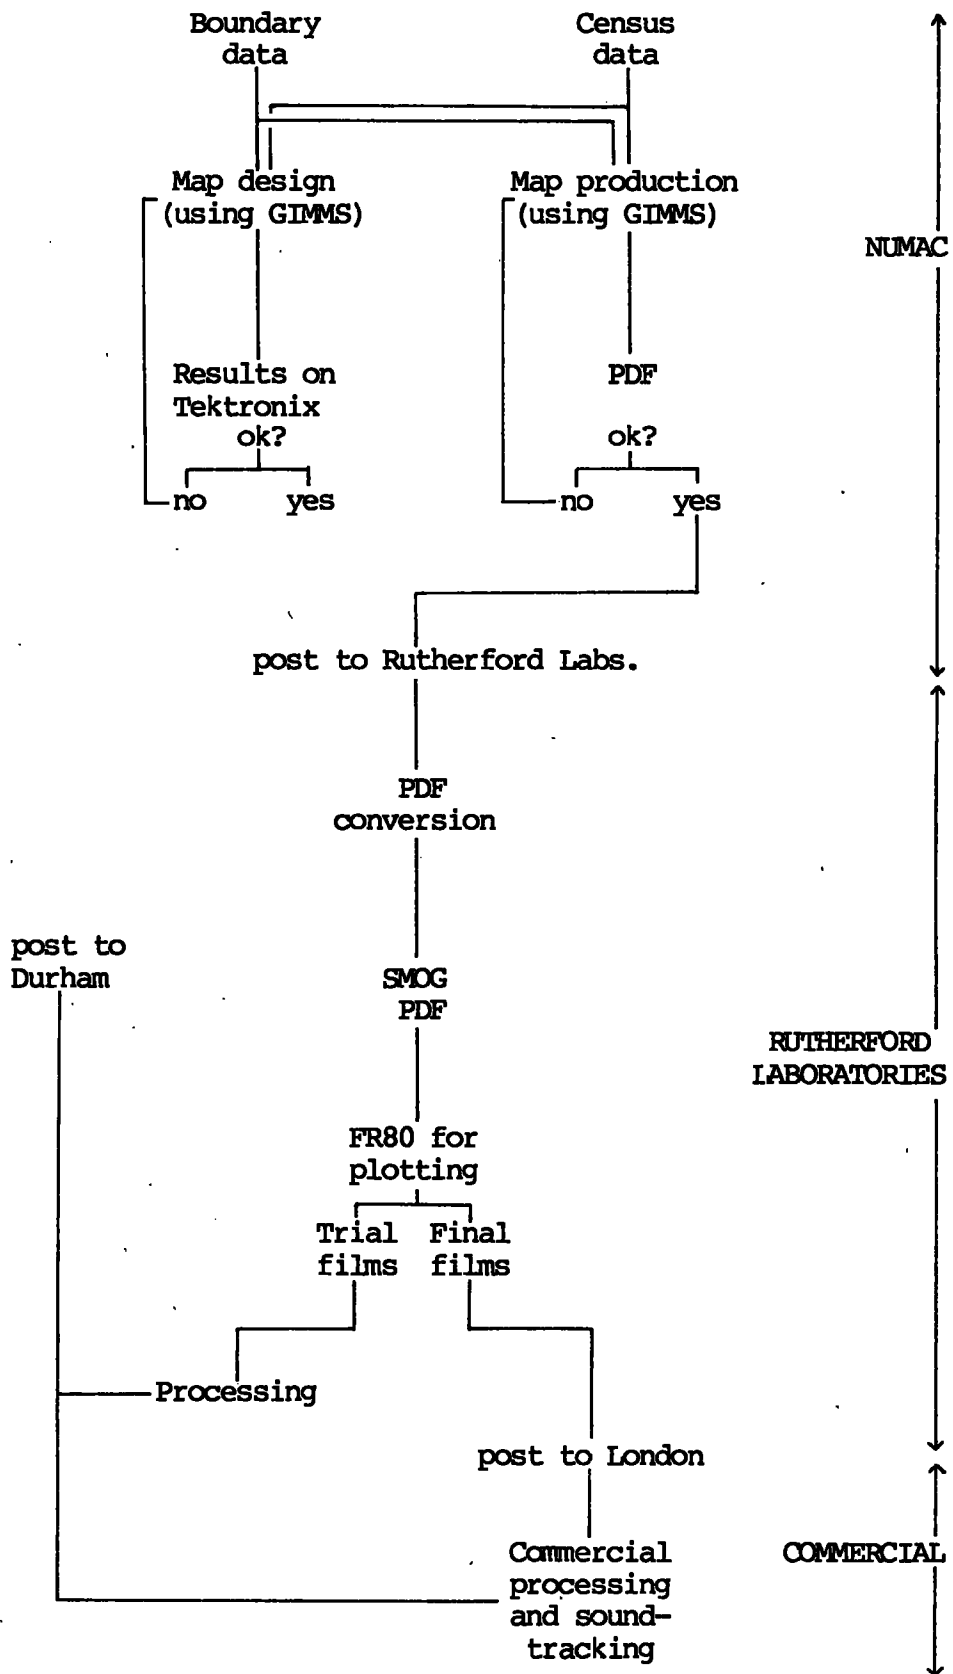 Boundary
data
Census
data
Map design
(using GIMMS)
Map production
(using GIMMS)
NUMAC
Results on
Tektronix
ok?
PDF
ok?
no
yes
no
yes
post to Rutherford Labs.
PDF
conversion
post to
Durham
SMOG
PDF
RUTHERFORD
LABORATORIES
FR80 for
plotting
Trial
films
Final
films
Processing
post to London
Commercial
processing
and sound-
tracking
COMMERCIAL